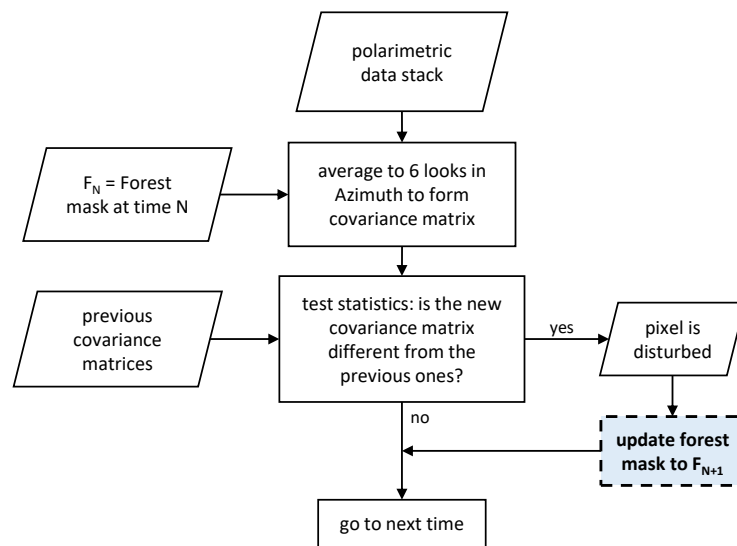 polarimetric
data stack
F_N = Forest
mask at time N
average to 6 looks in
Azimuth to form
covariance matrix
previous
covariance
matrices
test statistics: is the new
covariance matrix
different from the
previous ones?
yes
pixel is
disturbed
no
update forest
mask to F_N+1
go to next time